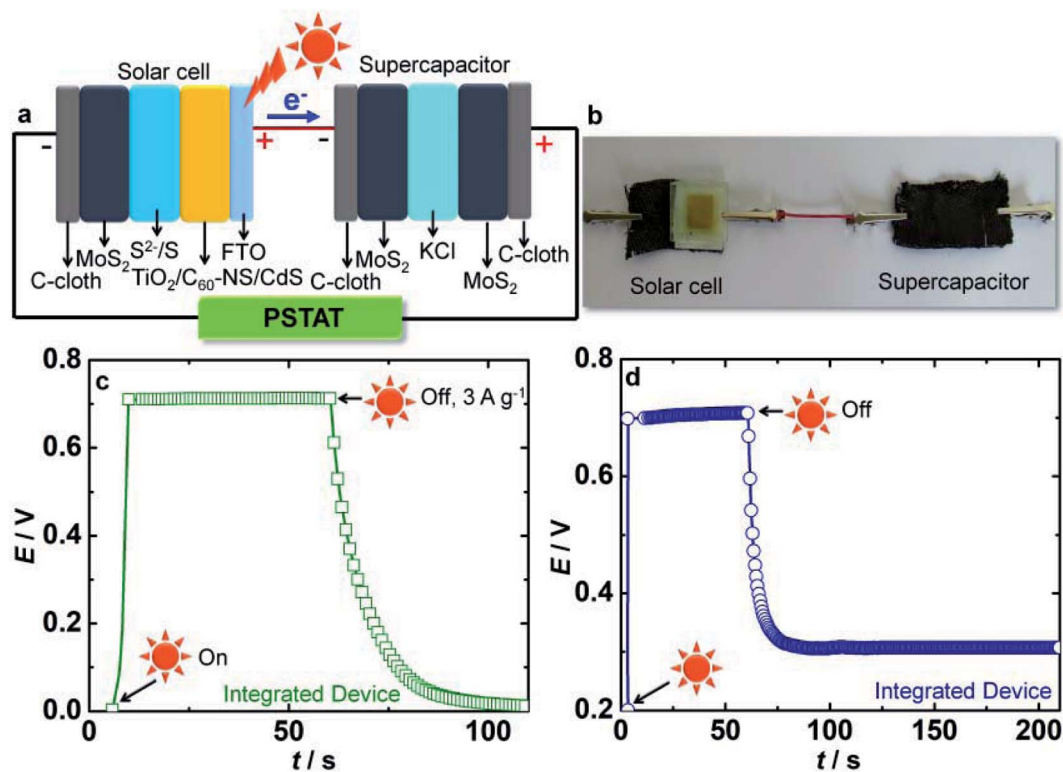 Solar cell
Supercapacitor
a
e⁻
b
-
+
-
+
S²⁻/S
FTO
KCl
C-cloth
MoS₂
MoS₂
C-cloth
TiO₂/C₆₀-NS/CdS
C-cloth
MoS₂
PSTAT
Solar cell
Supercapacitor
c
Off, 3 A g⁻¹
On
Integrated Device
E / V
0.8
0.6
0.4
0.2
0.0
0
50
100
t / s
d
Off
Integrated Device
E / V
0.8
0.6
0.4
0.2
0
50
100
150
200
t / s